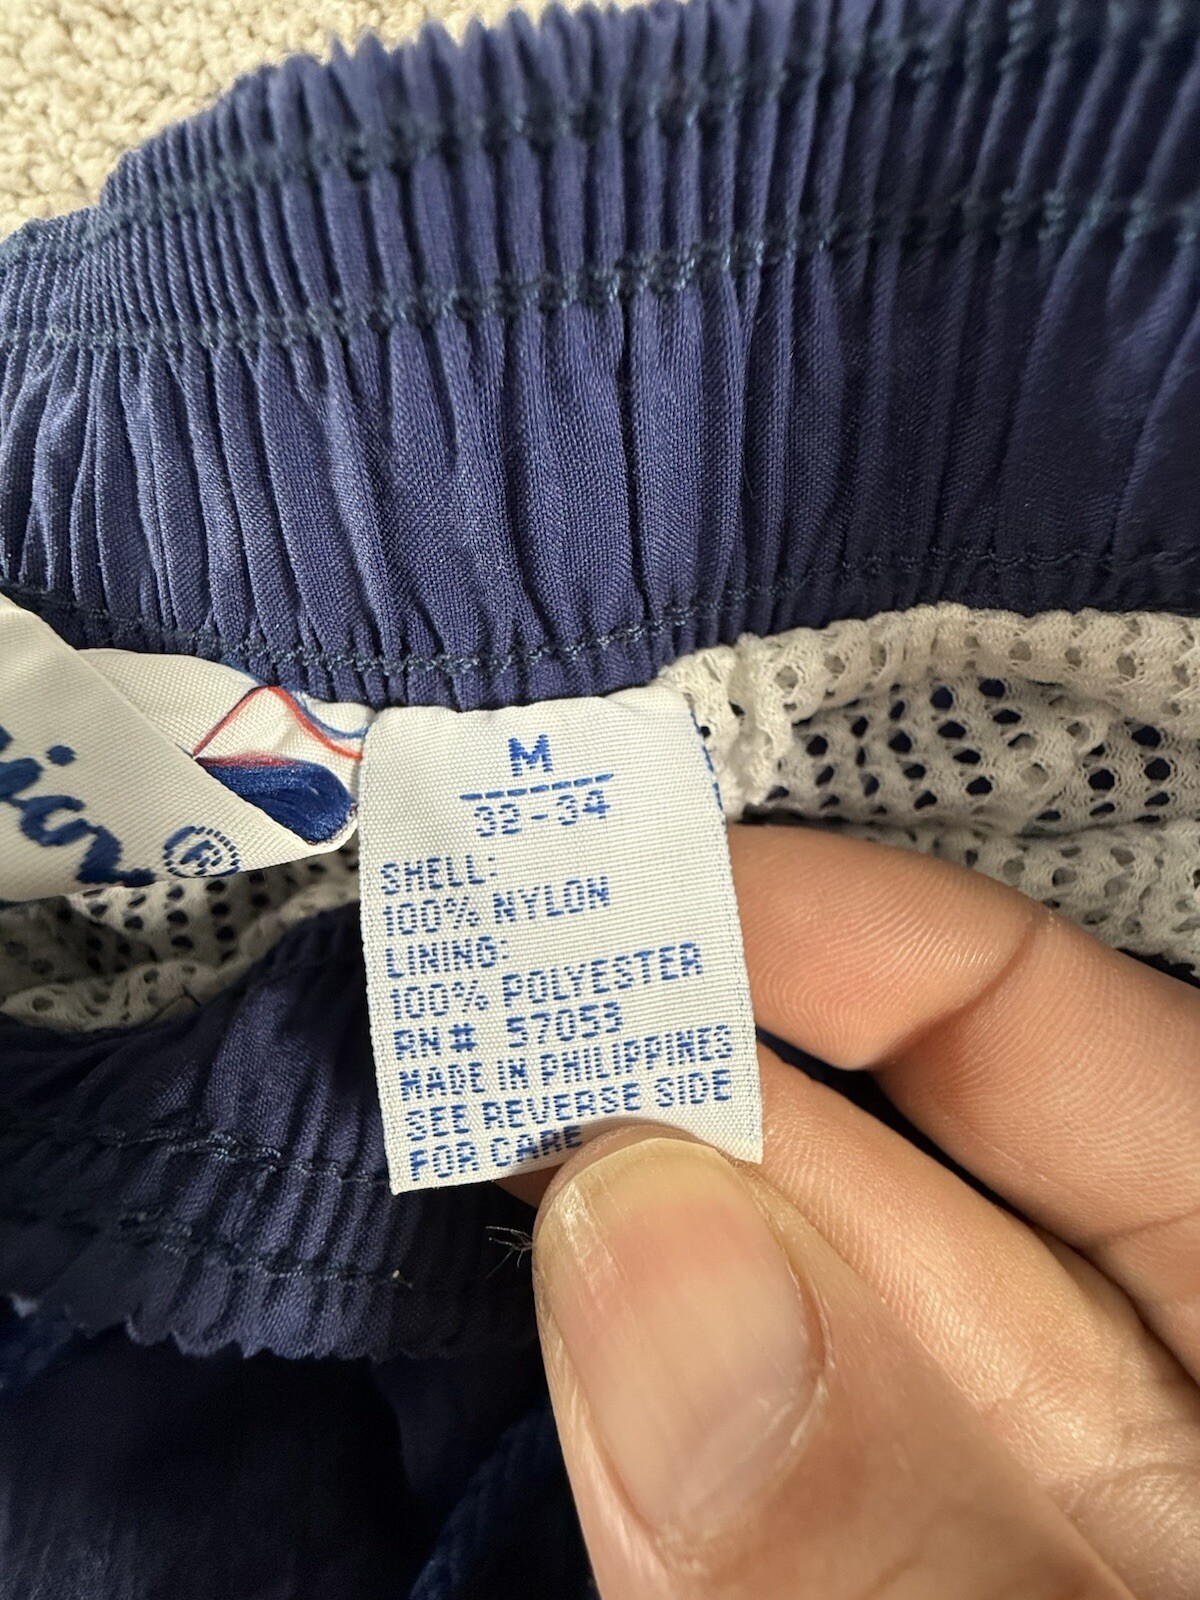 M
32-34
SHELL:
100% NYLON
LINING:
100% POLYESTER
RN# 57053
MADE IN PHILIPPINES
SEE REVERSE SIDE
FOR CARE
®